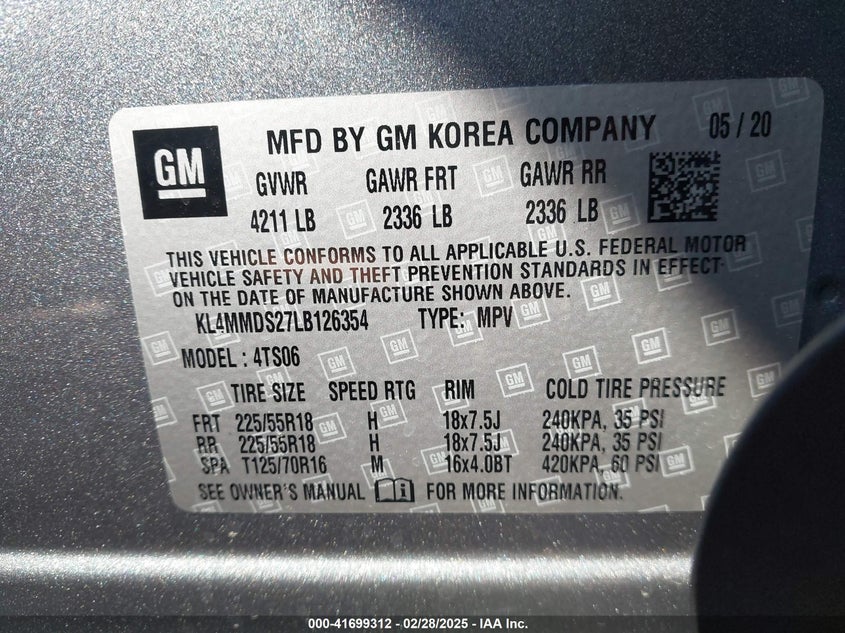 GM
MFD BY GM KOREA COMPANY 05 / 20
GVWR GAWR FRT GAWR RR
4211 LB 2336 LB 2336 LB
THIS VEHICLE CONFORMS TO ALL APPLICABLE U.S. FEDERAL MOTOR
VEHICLE SAFETY AND THEFT PREVENTION STANDARDS IN EFFECT
ON THE DATE OF MANUFACTURE SHOWN ABOVE.
KL4MMDS27LB126354 TYPE: MPV
MODEL : 4TS06
TIRE SIZE SPEED RTG RIM COLD TIRE PRESSURE
FRT 225/55R18 H 18x7.5J 240KPA, 35 PSI
RR 225/55R18 H 18x7.5J 240KPA, 35 PSI
SPA T125/70R16 M 16x4.0BT 420KPA, 60 PSI
SEE OWNER'S MANUAL FOR MORE INFORMATION.
000-41699312 - 02/28/2025 - IAA Inc.